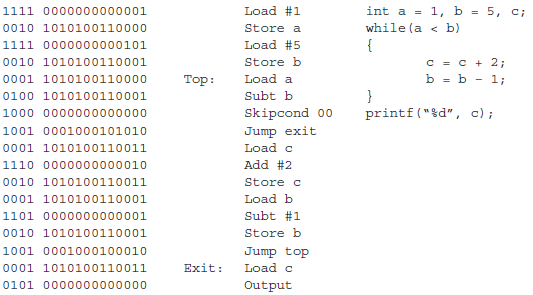 1111 0000000000001 Load #1 int a = 1, b = 5, c;
0010 1010100110000 Store a while(a < b)
1111 0000000000101 Load #5 {
0010 1010100110001 Store b c = c + 2;
0001 1010100110000 Top: Load a b = b - 1;
0100 1010100110001 Subt b }
1000 0000000000000 Skipcond 00 printf(“%d”, c);
1001 0001000101010 Jump exit
0001 1010100110011 Load c
1110 0000000000010 Add #2
0010 1010100110011 Store c
0001 1010100110001 Load b
1101 0000000000001 Subt #1
0010 1010100110001 Store b
1001 0001000100010 Jump top
0001 1010100110011 Exit: Load c
0101 0000000000000 Output